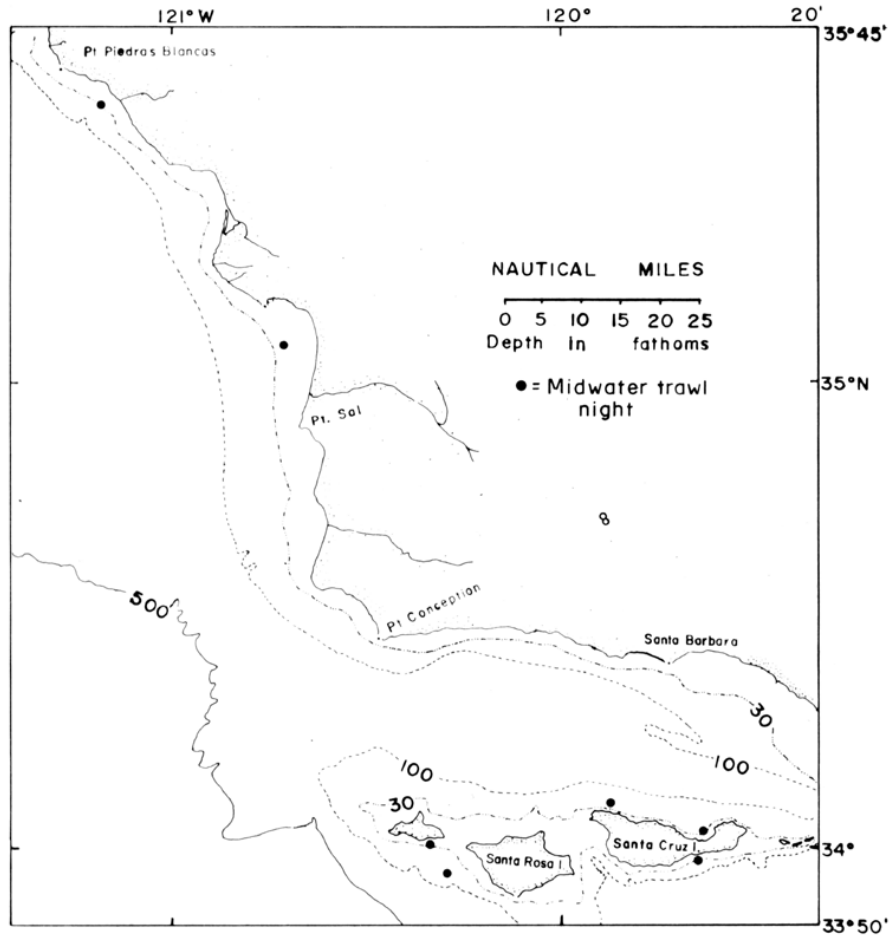 121° W 120° 20'
35°45'
Pt Piedras Blancas
NAUTICAL MILES
0 5 10 15 20 25
Depth in fathoms
35°N
● = Midwater trawl
night
Pt. Sal
8
500
Pt Conception
Santa Barbara
30
100
100
30
Santa Cruz I.
34°
Santa Rosa I.
33°50'